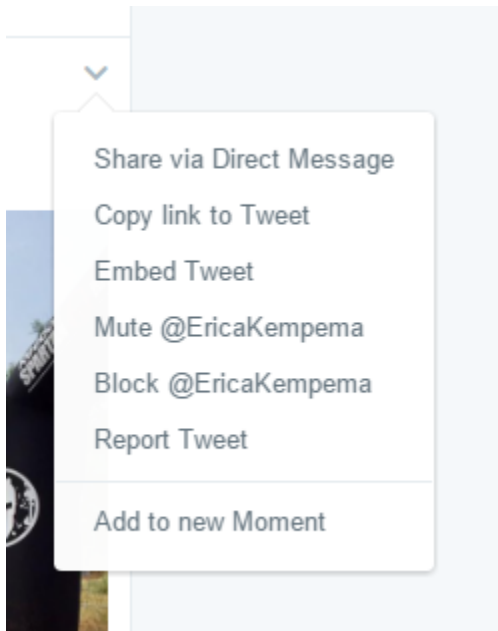 Share via Direct Message
Copy link to Tweet
Embed Tweet
Mute @EricaKempema
Block @EricaKempema
Report Tweet
Add to new Moment